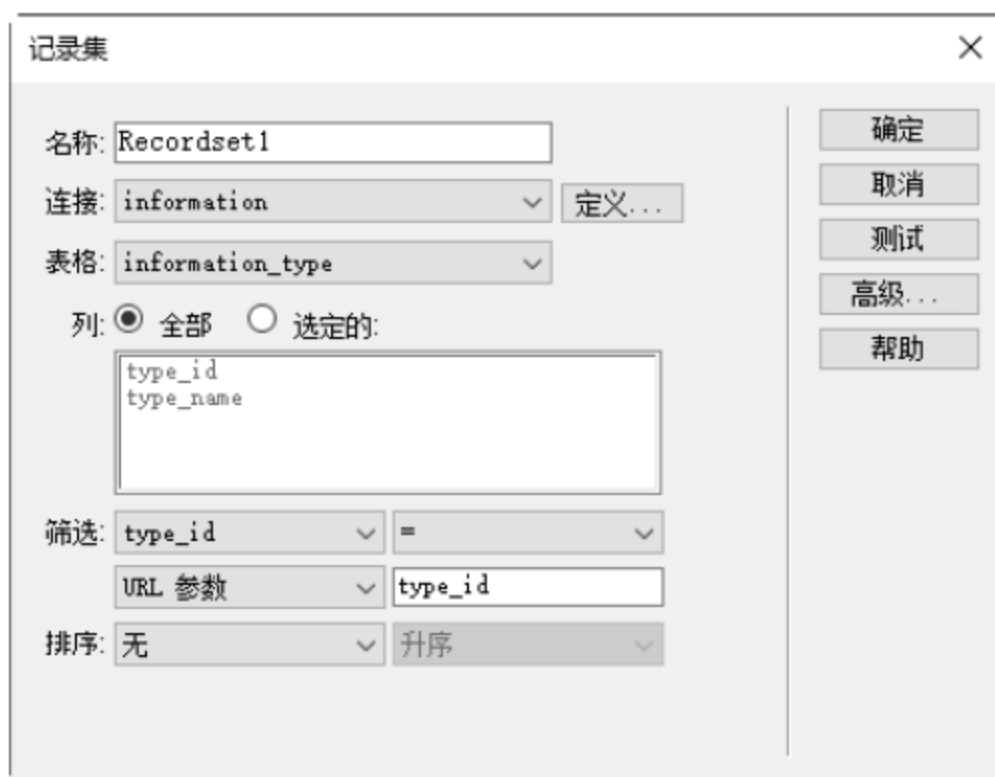 记录集
名称: Recordset1
连接: information 定义...
表格: information_type
列: 全部 选定的:
type_id
type_name
筛选: type_id =
URL 参数 type_id
排序: 无 升序
确定
取消
测试
高级...
帮助